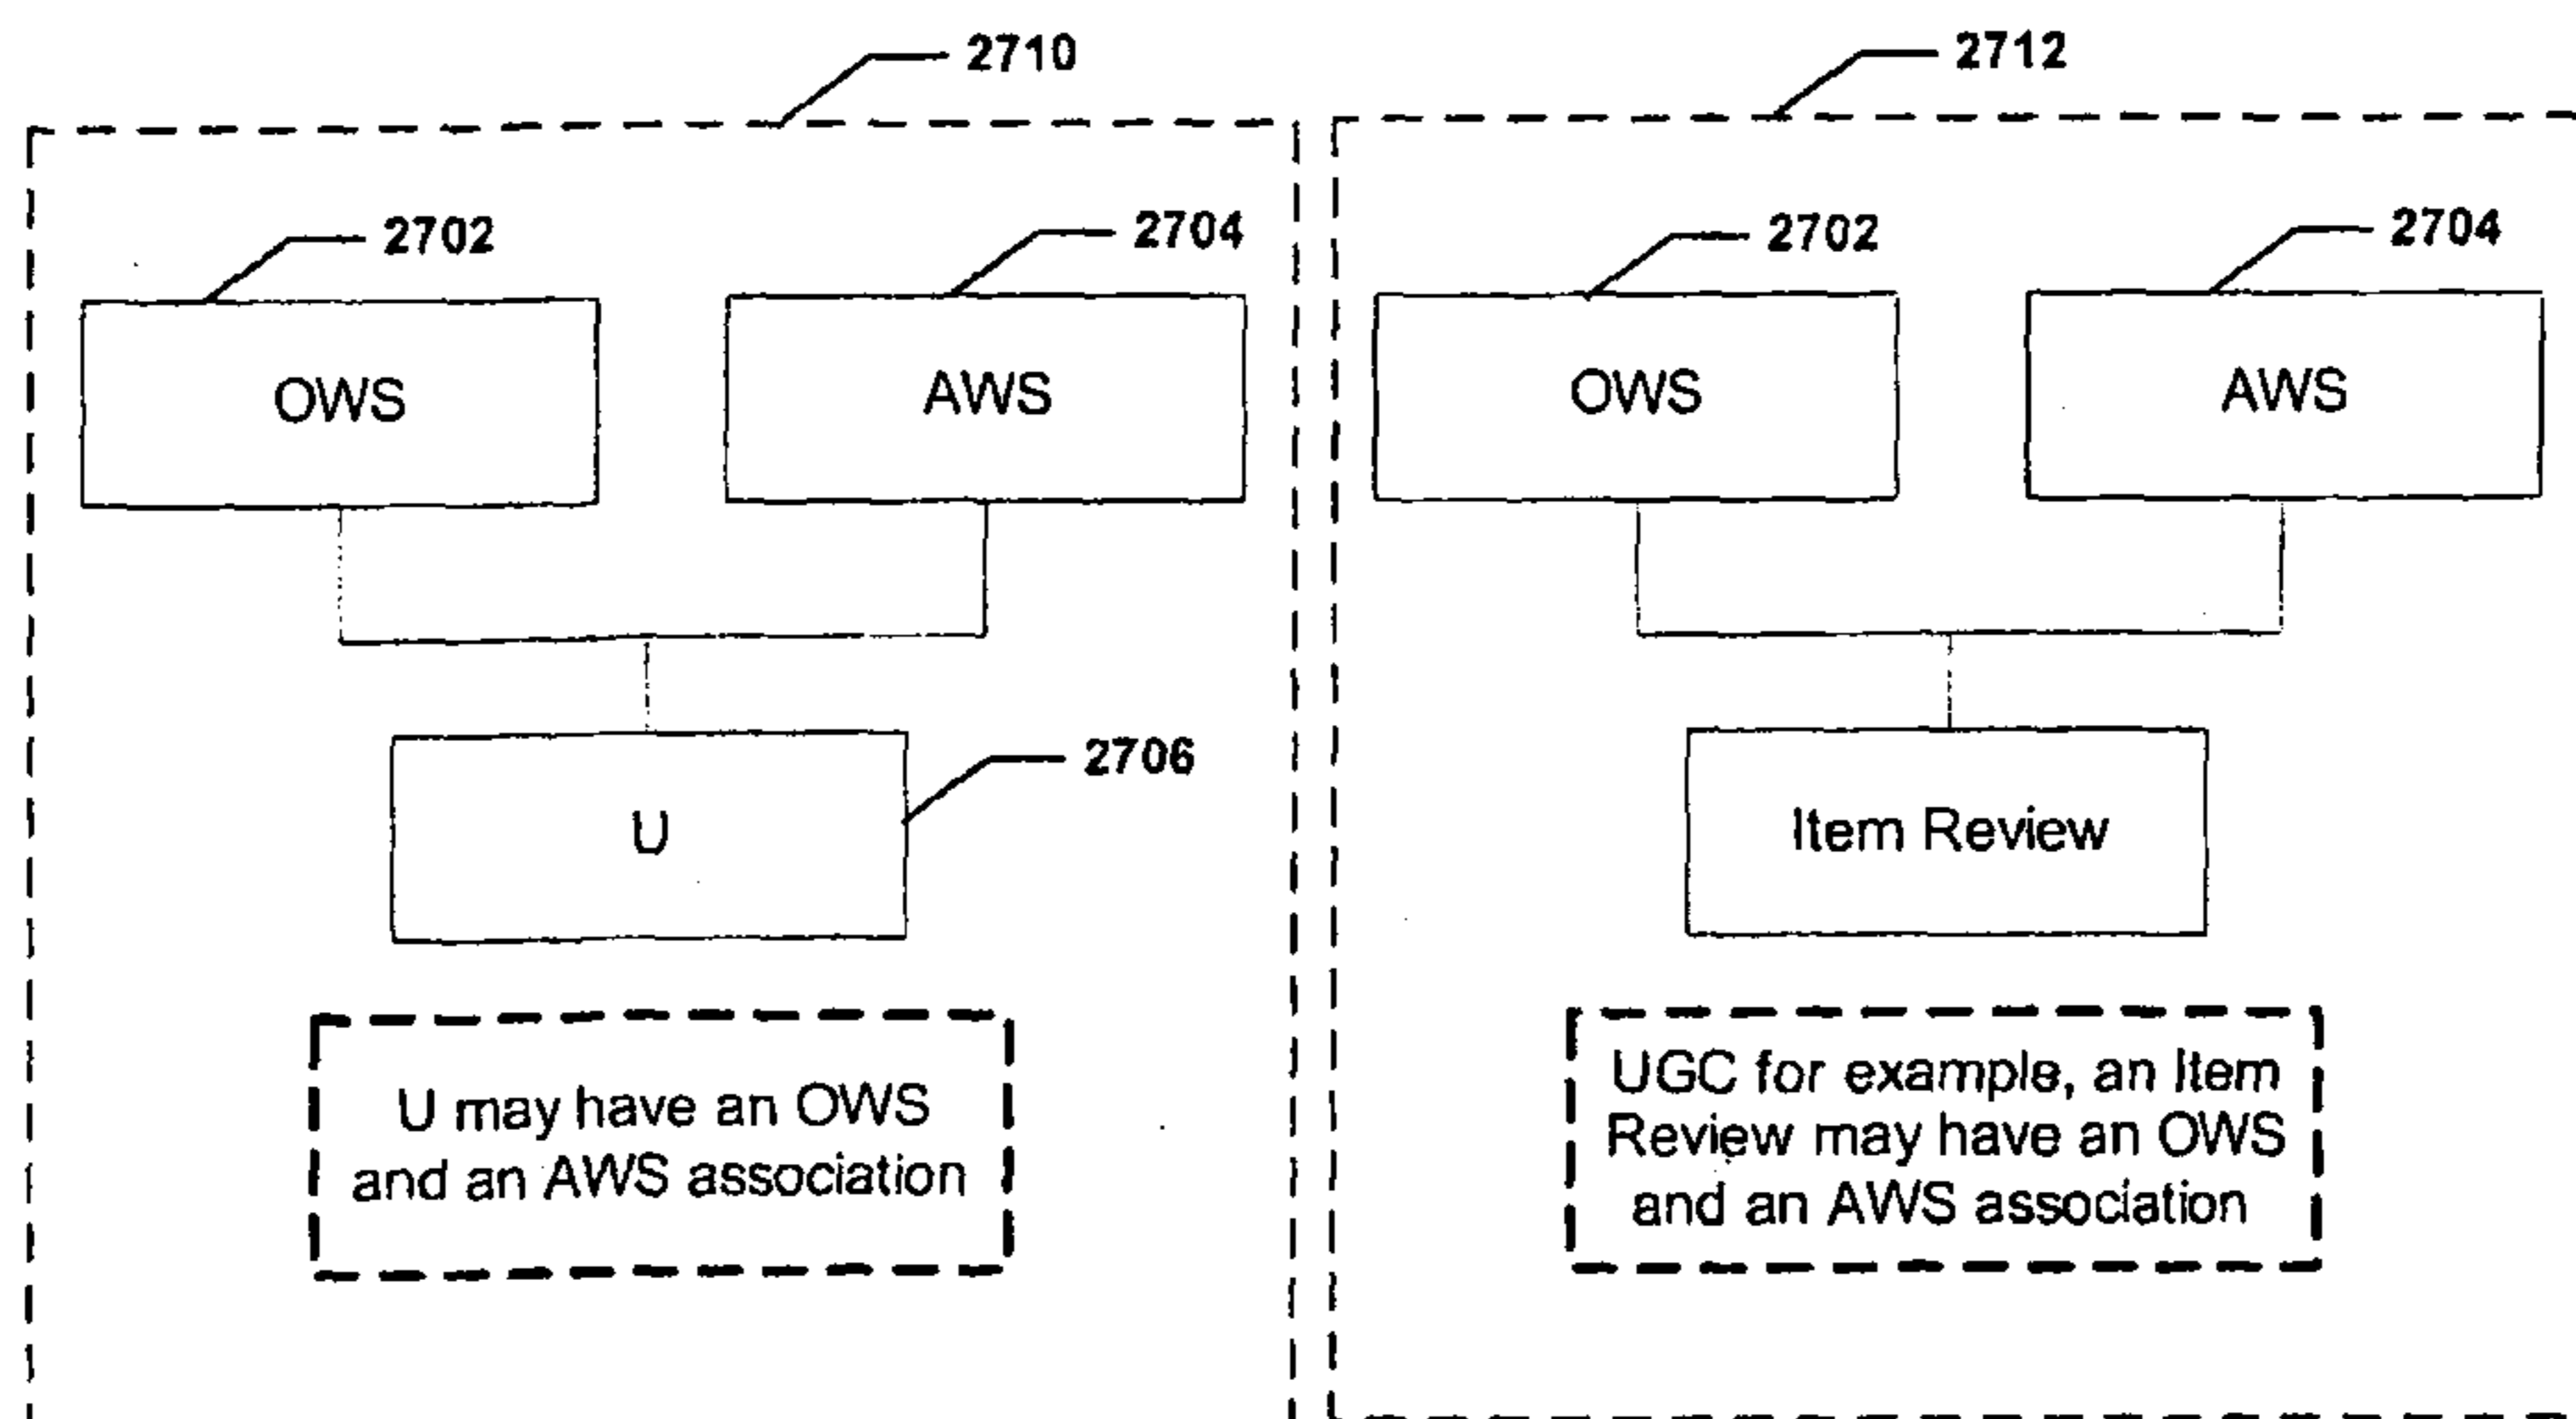 2710
2702
2704
OWS
AWS
2706
U
U may have an OWS
and an AWS association
2712
2702
2704
OWS
AWS
Item Review
UGC for example, an Item
Review may have an OWS
and an AWS association